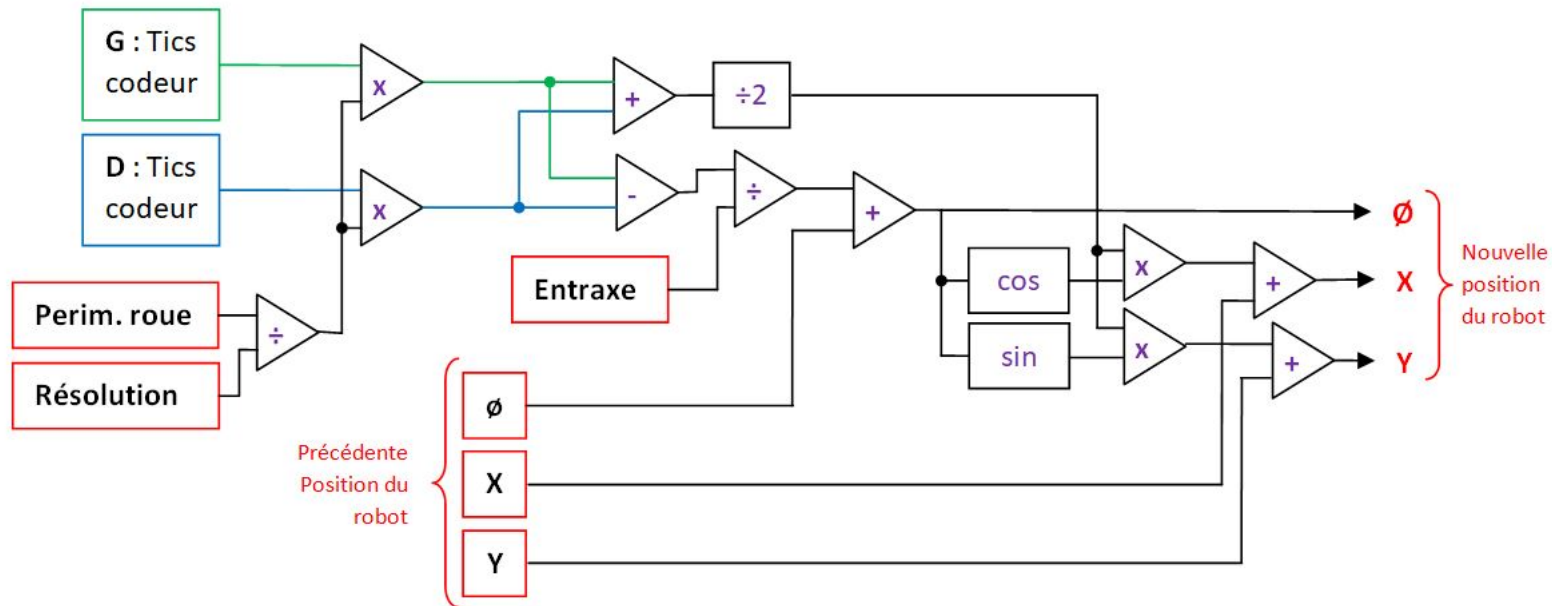 G : Tics
codeur
D : Tics
codeur
Perim. roue
Résolution
÷
x
x
+
-
÷2
÷
Entraxe
+
cos
sin
x
x
+
+
Ø
X
Y
Nouvelle
position
du robot
Précédente
Position du
robot
ø
X
Y